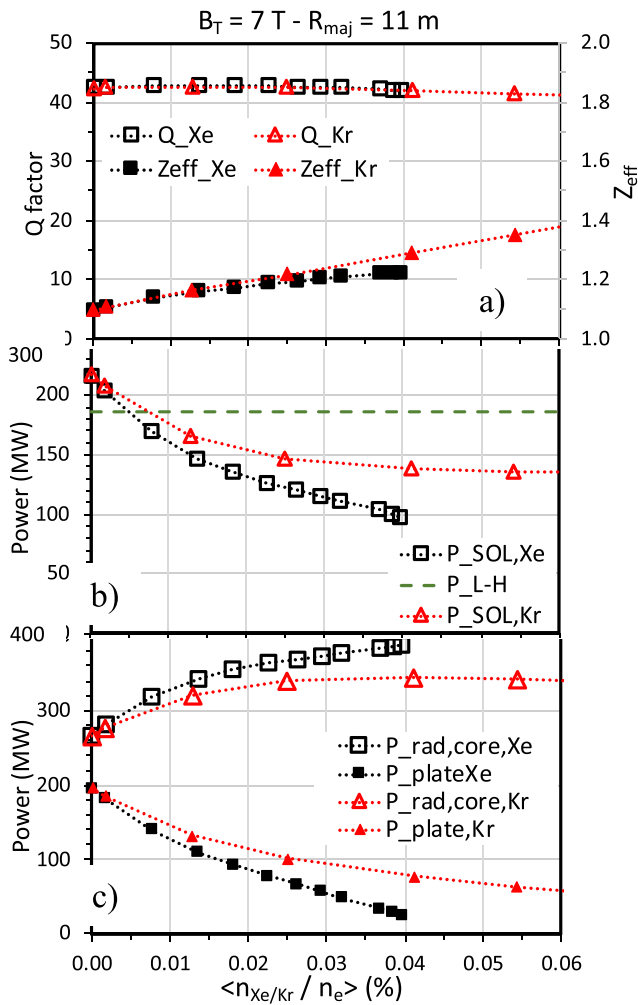 B_T = 7 T - R_maj = 11 m
50
2.0
40
1.8
Q_Xe
Q_Kr
30
1.6
Zeff_Xe
Zeff_Kr
Q factor
Z_eff
20
1.4
10
1.2
a)
0
1.0
300
200
150
Power (MW)
100
P_SOL,Xe
50
P_L-H
b)
P_SOL,Kr
0
400
300
P_rad,core,Xe
P_plateXe
Power (MW)
200
P_rad,core,Kr
P_plate,Kr
100
c)
0
0.00 0.01 0.02 0.03 0.04 0.05 0.06
<n_Xe/Kr / n_e> (%)